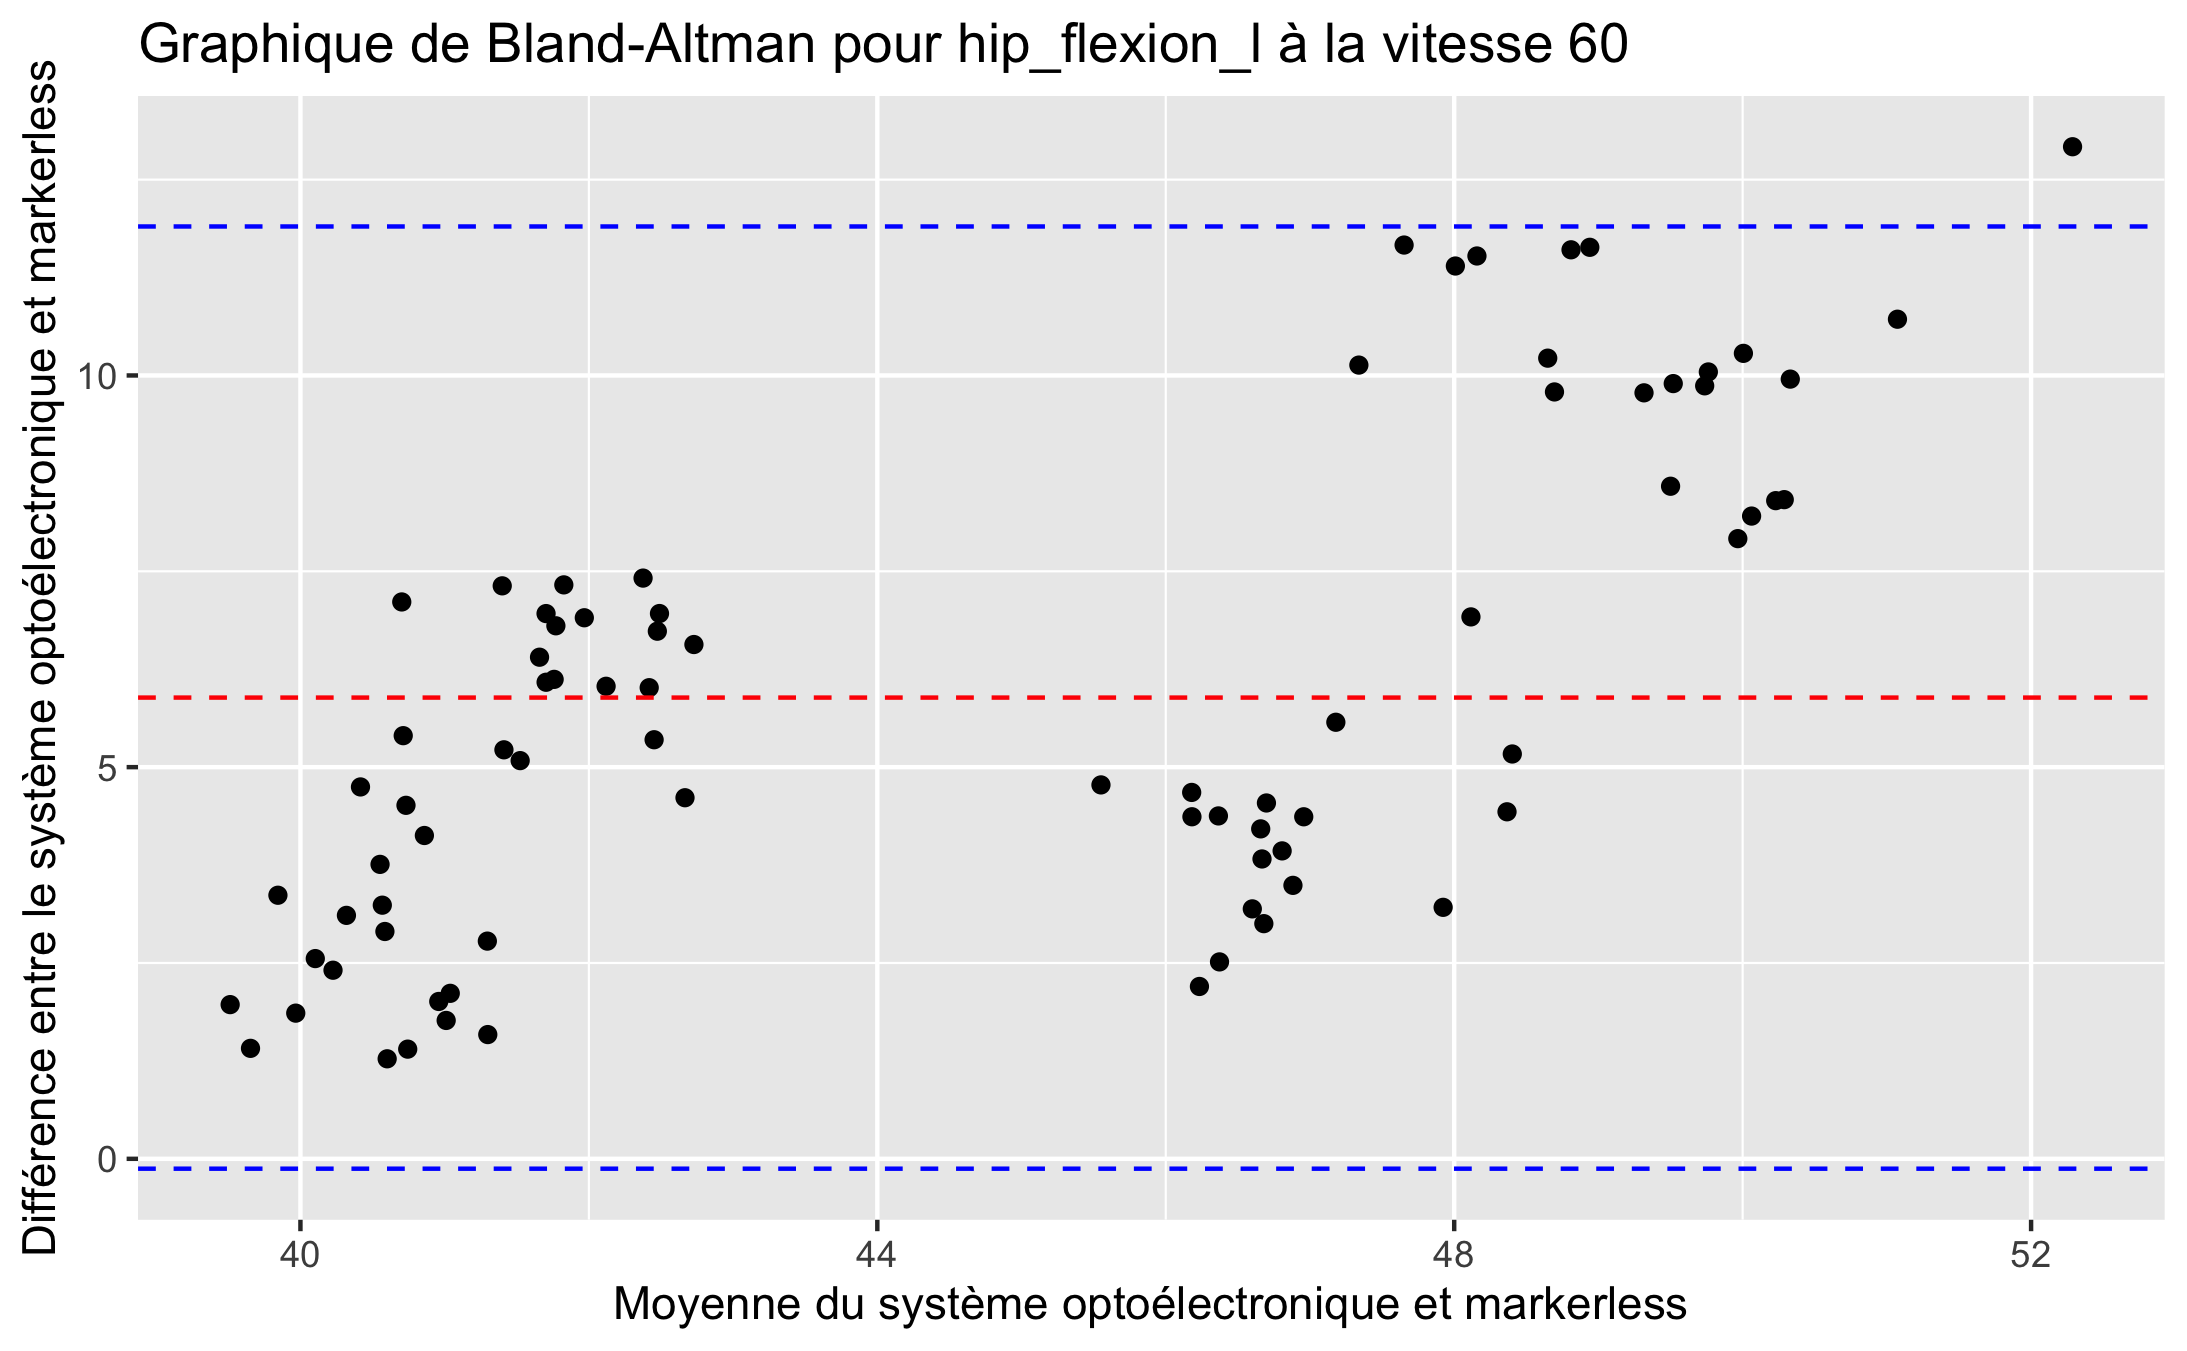 Graphique de Bland-Altman pour hip_flexion_l à la vitesse 60
Différence entre le système optoélectronique et markerless
10
5
0
40 44 48 52
Moyenne du système optoélectronique et markerless